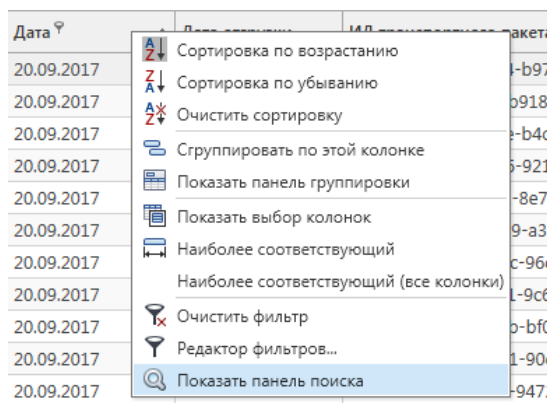 Дата
20.09.2017
20.09.2017
20.09.2017
20.09.2017
20.09.2017
20.09.2017
20.09.2017
20.09.2017
20.09.2017
20.09.2017
20.09.2017
Сортировка по возрастанию
Сортировка по убыванию
Очистить сортировку
Сгруппировать по этой колонке
Показать панель группировки
Показать выбор колонок
Наиболее соответствующий
Наиболее соответствующий (все колонки)
Очистить фильтр
Редактор фильтров...
Показать панель поиска